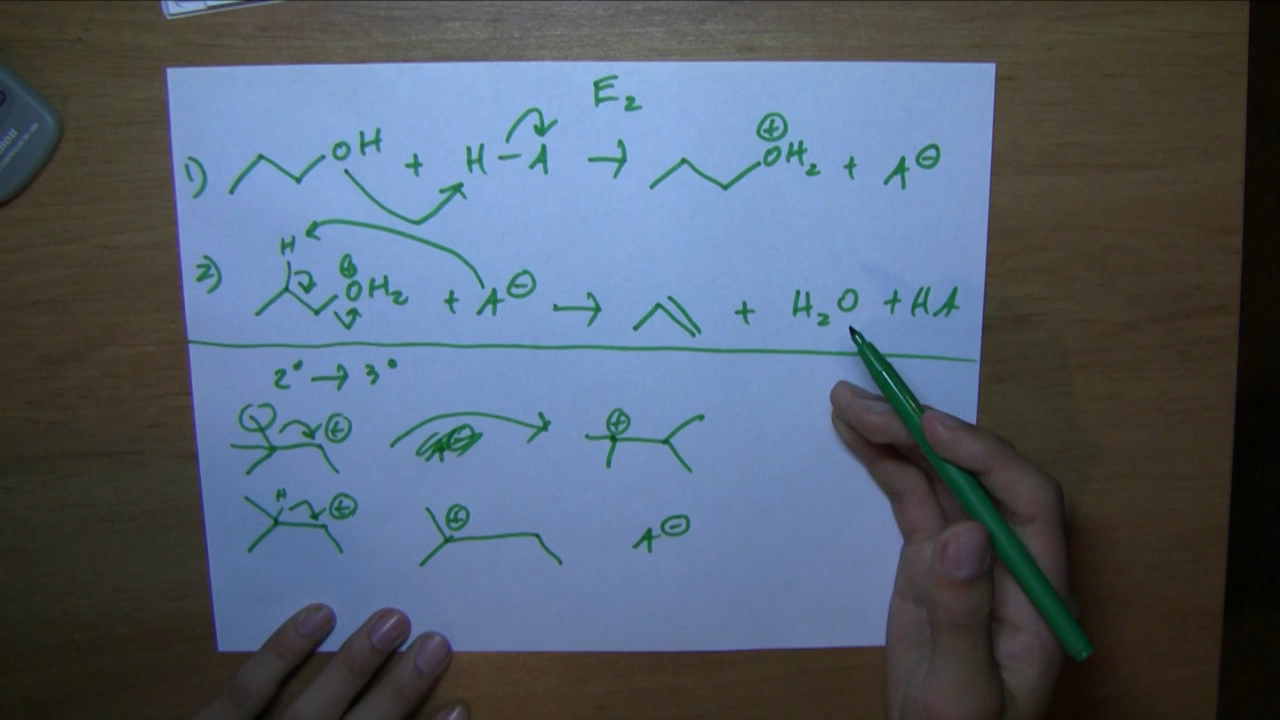 E₂
1) OH + H–A → ⊕OH₂ + A⊖
2) H ⊕OH₂ + A⊖ → + H₂O + HA
2° → 3°
⊕ ⊕
H ⊕ ⊕ A⊖